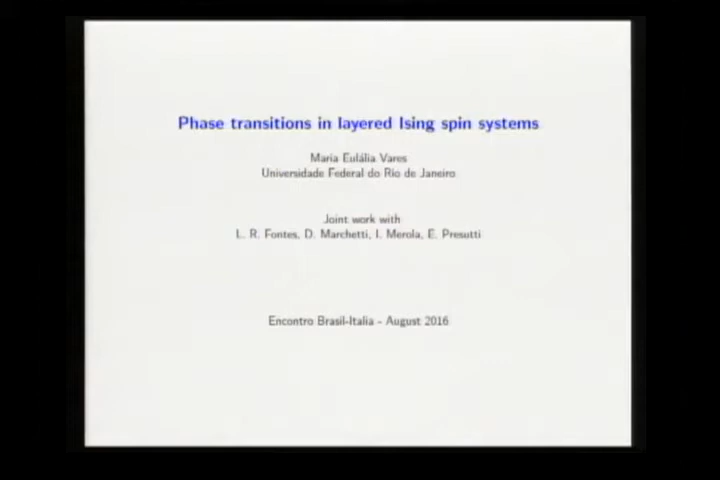 Phase transitions in layered Ising spin systems
Maria Eulália Vares
Universidade Federal do Rio de Janeiro
Joint work with
L. R. Fontes, D. Marchetti, I. Merola, E. Presutti
Encontro Brasil-Italia - August 2016